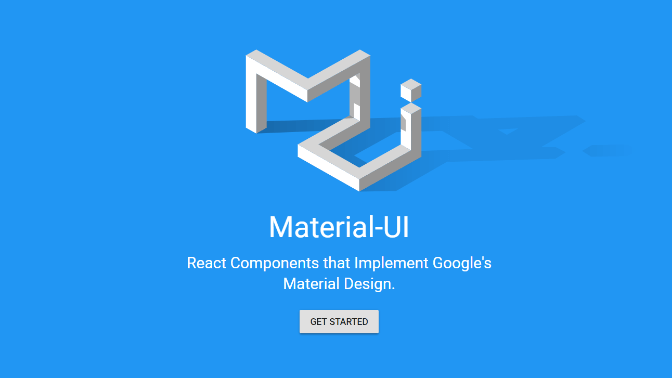 Material-UI
React Components that Implement Google's
Material Design.
GET STARTED